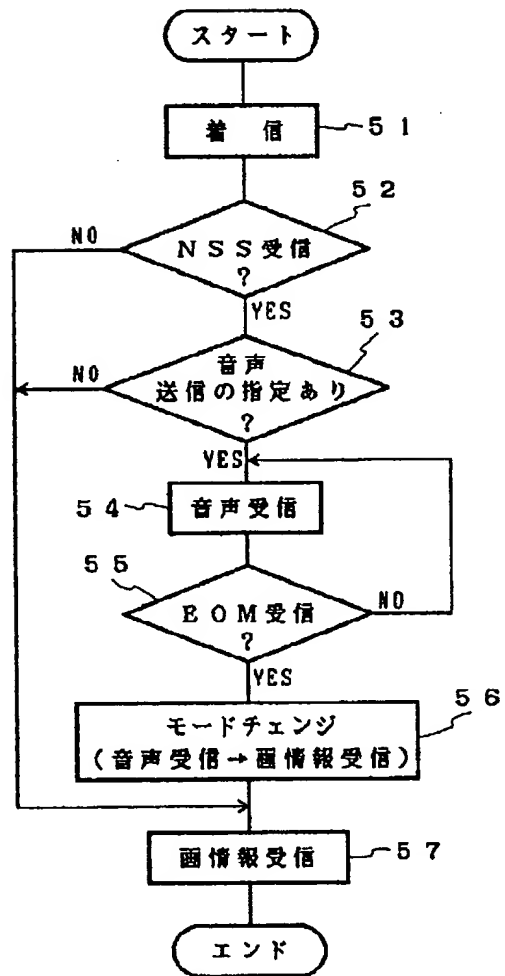 スタート
着 信
51
52
NO
NSS受信
?
YES
53
音声
NO
送信の指定あり
?
YES
54
音声受信
55
EOM受信
NO
?
YES
56
モードチェンジ
(音声受信→画情報受信)
画情報受信
57
エンド